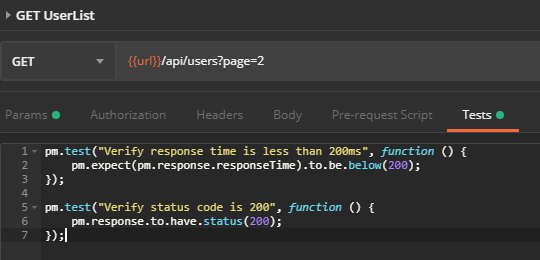 GET UserList
GET {{url}}/api/users?page=2
Params Authorization Headers Body Pre-request Script Tests
1 pm.test("Verify response time is less than 200ms", function () {
2     pm.expect(pm.response.responseTime).to.be.below(200);
3 });
4
5 pm.test("Verify status code is 200", function () {
6     pm.response.to.have.status(200);
7 });